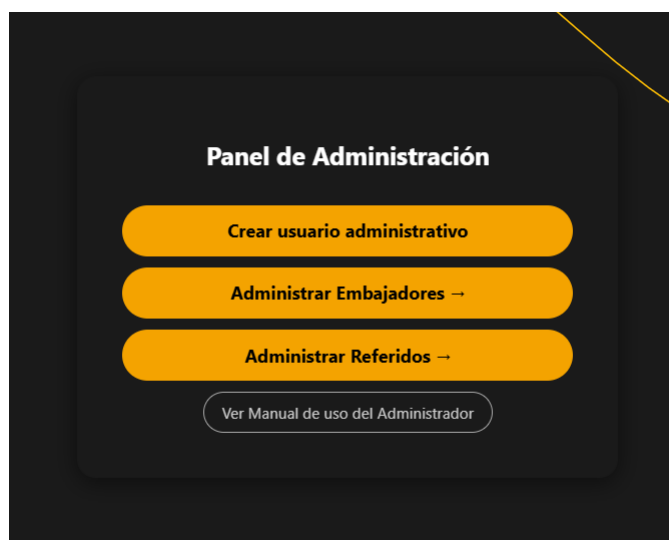 Panel de Administración
Crear usuario administrativo
Administrar Embajadores →
Administrar Referidos →
Ver Manual de uso del Administrador